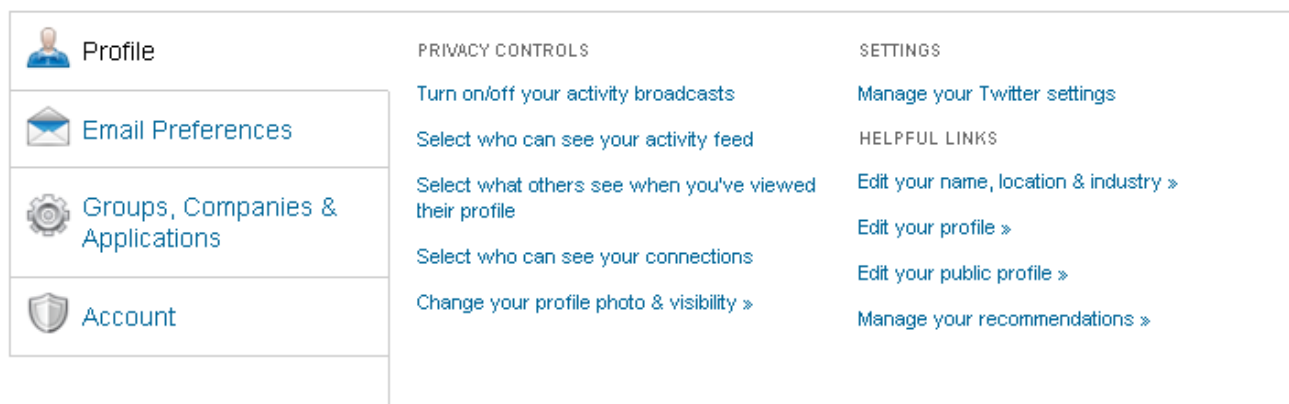 Profile
Email Preferences
Groups, Companies &
Applications
Account
PRIVACY CONTROLS
Turn on/off your activity broadcasts
Select who can see your activity feed
Select what others see when you've viewed
their profile
Select who can see your connections
Change your profile photo & visibility »
SETTINGS
Manage your Twitter settings
HELPFUL LINKS
Edit your name, location & industry »
Edit your profile »
Edit your public profile »
Manage your recommendations »